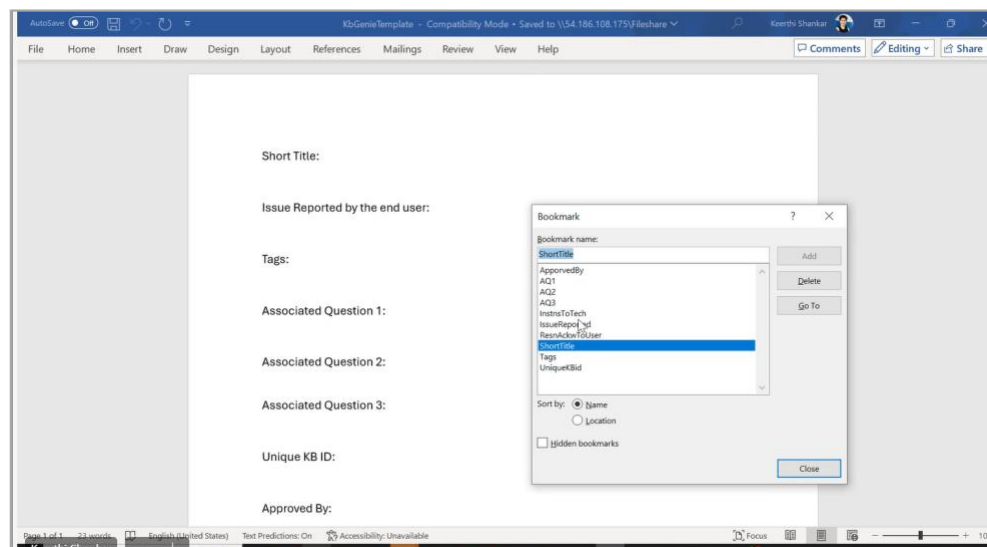 AutoSave Off KbGenieTemplate - Compatibility Mode • Saved to \\54.186.108.175\Fileshare Keerthi Shankar
File Home Insert Draw Design Layout References Mailings Review View Help Comments Editing Share
Short Title:
Issue Reported by the end user:
Tags:
Associated Question 1:
Associated Question 2:
Associated Question 3:
Unique KB ID:
Approved By:
Bookmark ?
Bookmark name:
ShortTitle
Add
ApporvedBy
AQ1
AQ2
AQ3
InstnsToTech
IssueReported
ResnAckwToUser
ShortTitle
Tags
UniqueKBid
Delete
Go To
Sort by: Name
Location
Hidden bookmarks
Close
Page 1 of 1 23 words English (United States) Text Predictions: On Accessibility: Unavailable Focus